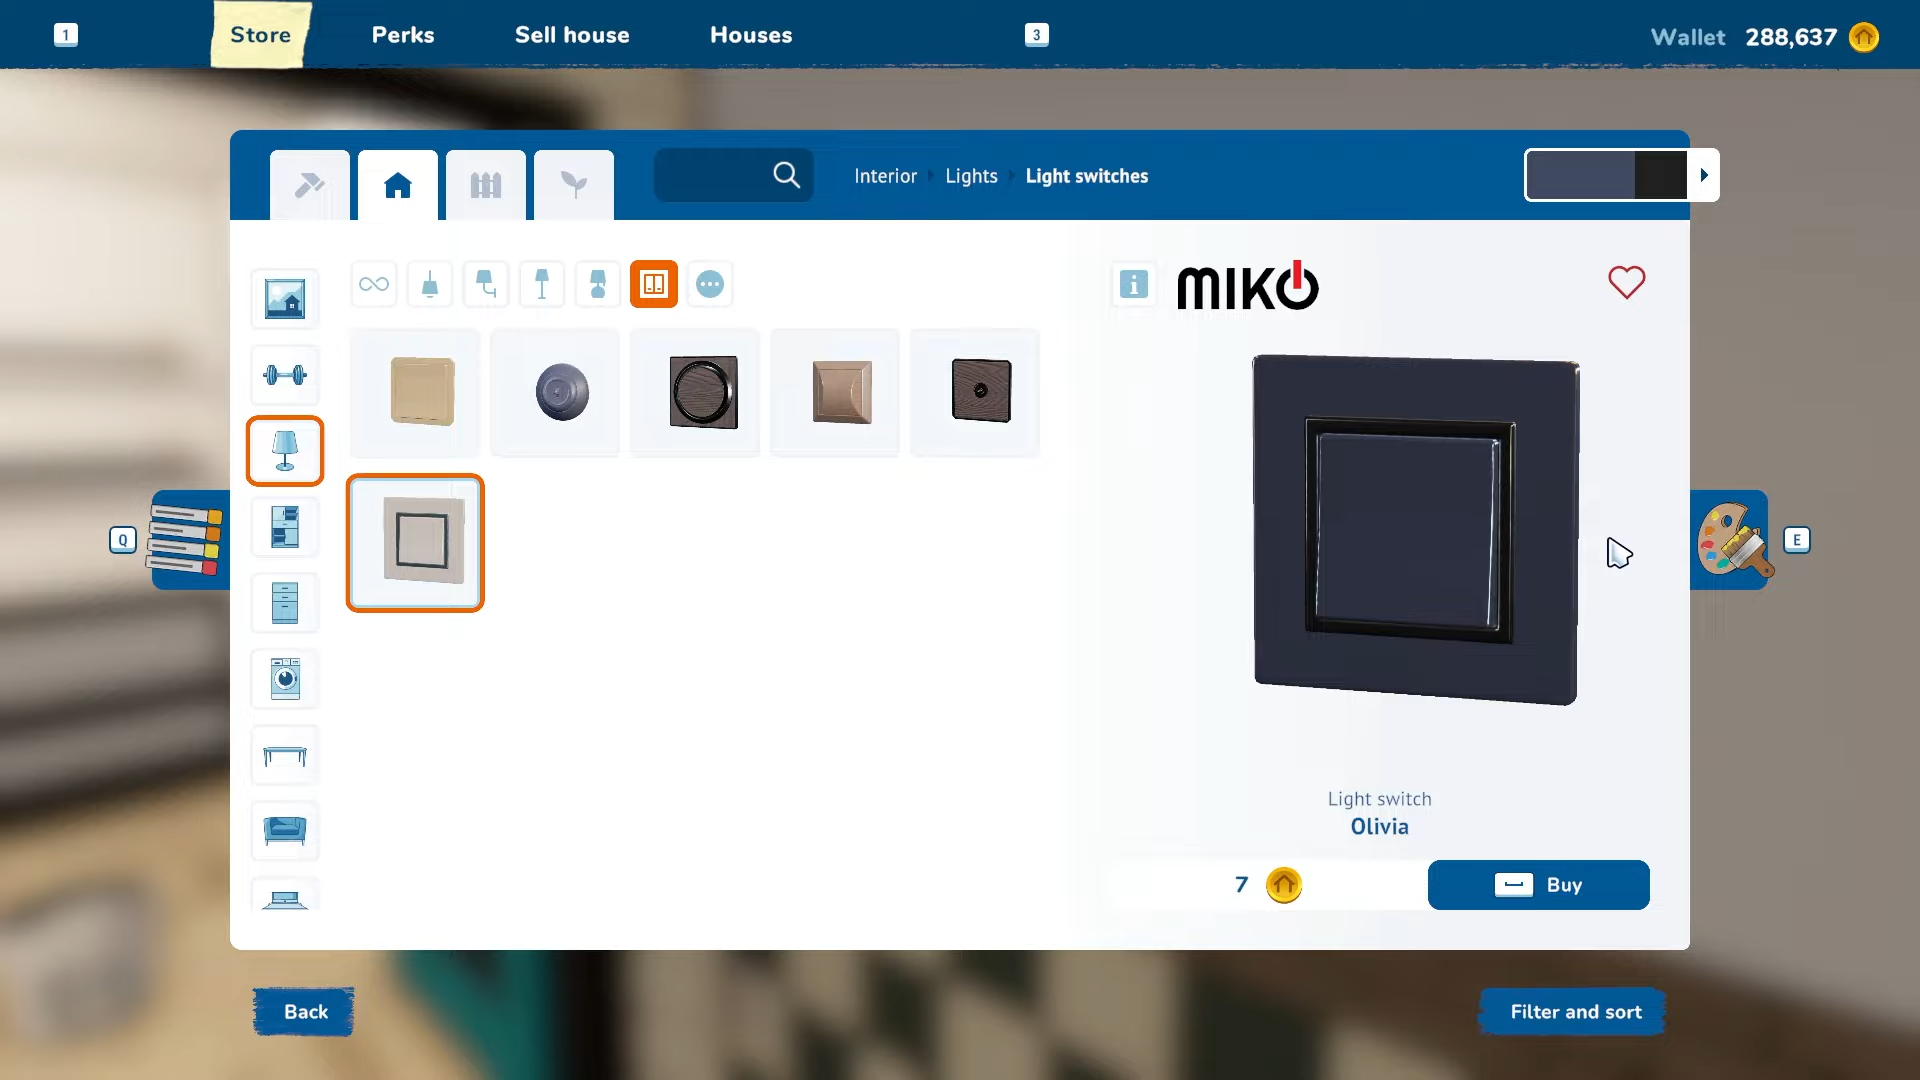 1
Store
Perks
Sell house
Houses
3
Wallet 288,637
Interior
Lights
Light switches
i
MIKO
Q
E
Light switch
Olivia
7
Buy
Back
Filter and sort